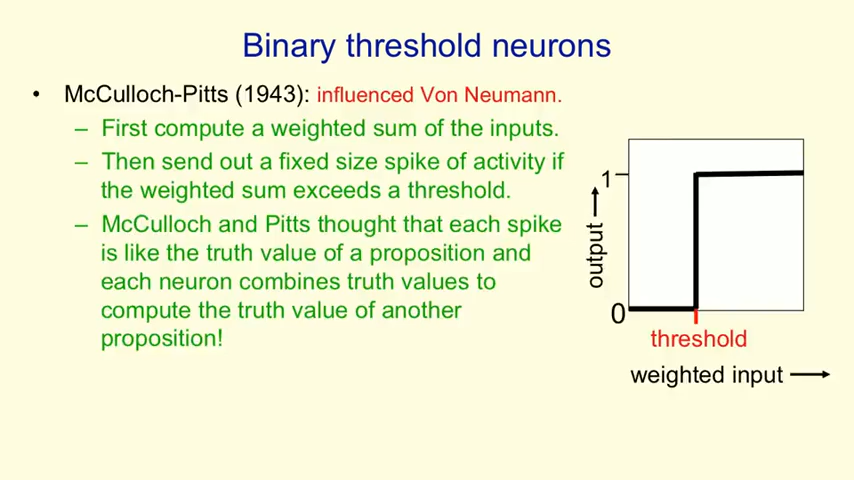 Binary threshold neurons
• McCulloch-Pitts (1943): influenced Von Neumann.
– First compute a weighted sum of the inputs.
– Then send out a fixed size spike of activity if
the weighted sum exceeds a threshold.
– McCulloch and Pitts thought that each spike
is like the truth value of a proposition and
each neuron combines truth values to
compute the truth value of another
proposition!
1
output
0
threshold
weighted input